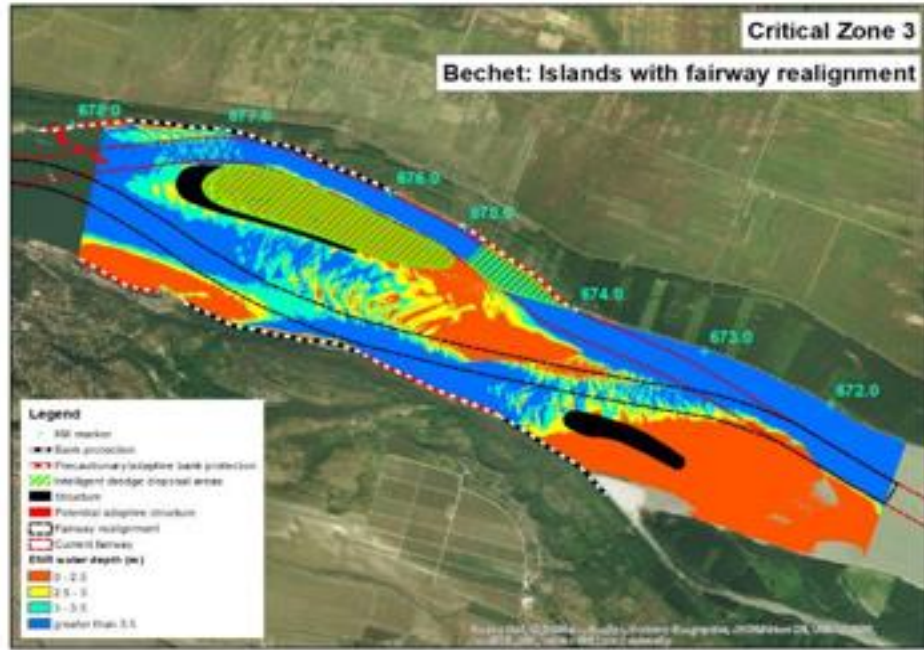 Critical Zone 3
Bechet: Islands with fairway realignment
678.0
677.0
676.0
675.0
674.0
673.0
672.0
Legend
KM marker
Bank protection
Precautionary/adaptive bank protection
Intelligent dredge disposal areas
Structure
Potential adaptive structure
Fairway realignment
Current fairway
ENR water depth (m)
0 - 2.5
2.5 - 3
3 - 3.5
greater than 3.5